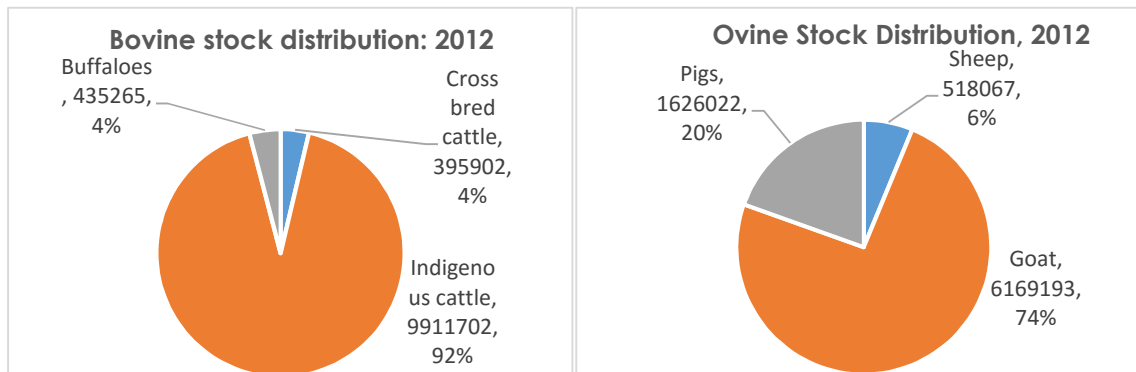 Bovine stock distribution: 2012
Buffaloes
, 435265,
4%
Cross
bred
cattle,
395902,
4%
Indigeno
us cattle,
9911702,
92%
Ovine Stock Distribution, 2012
Pigs,
1626022,
20%
Sheep,
518067,
6%
Goat,
6169193,
74%